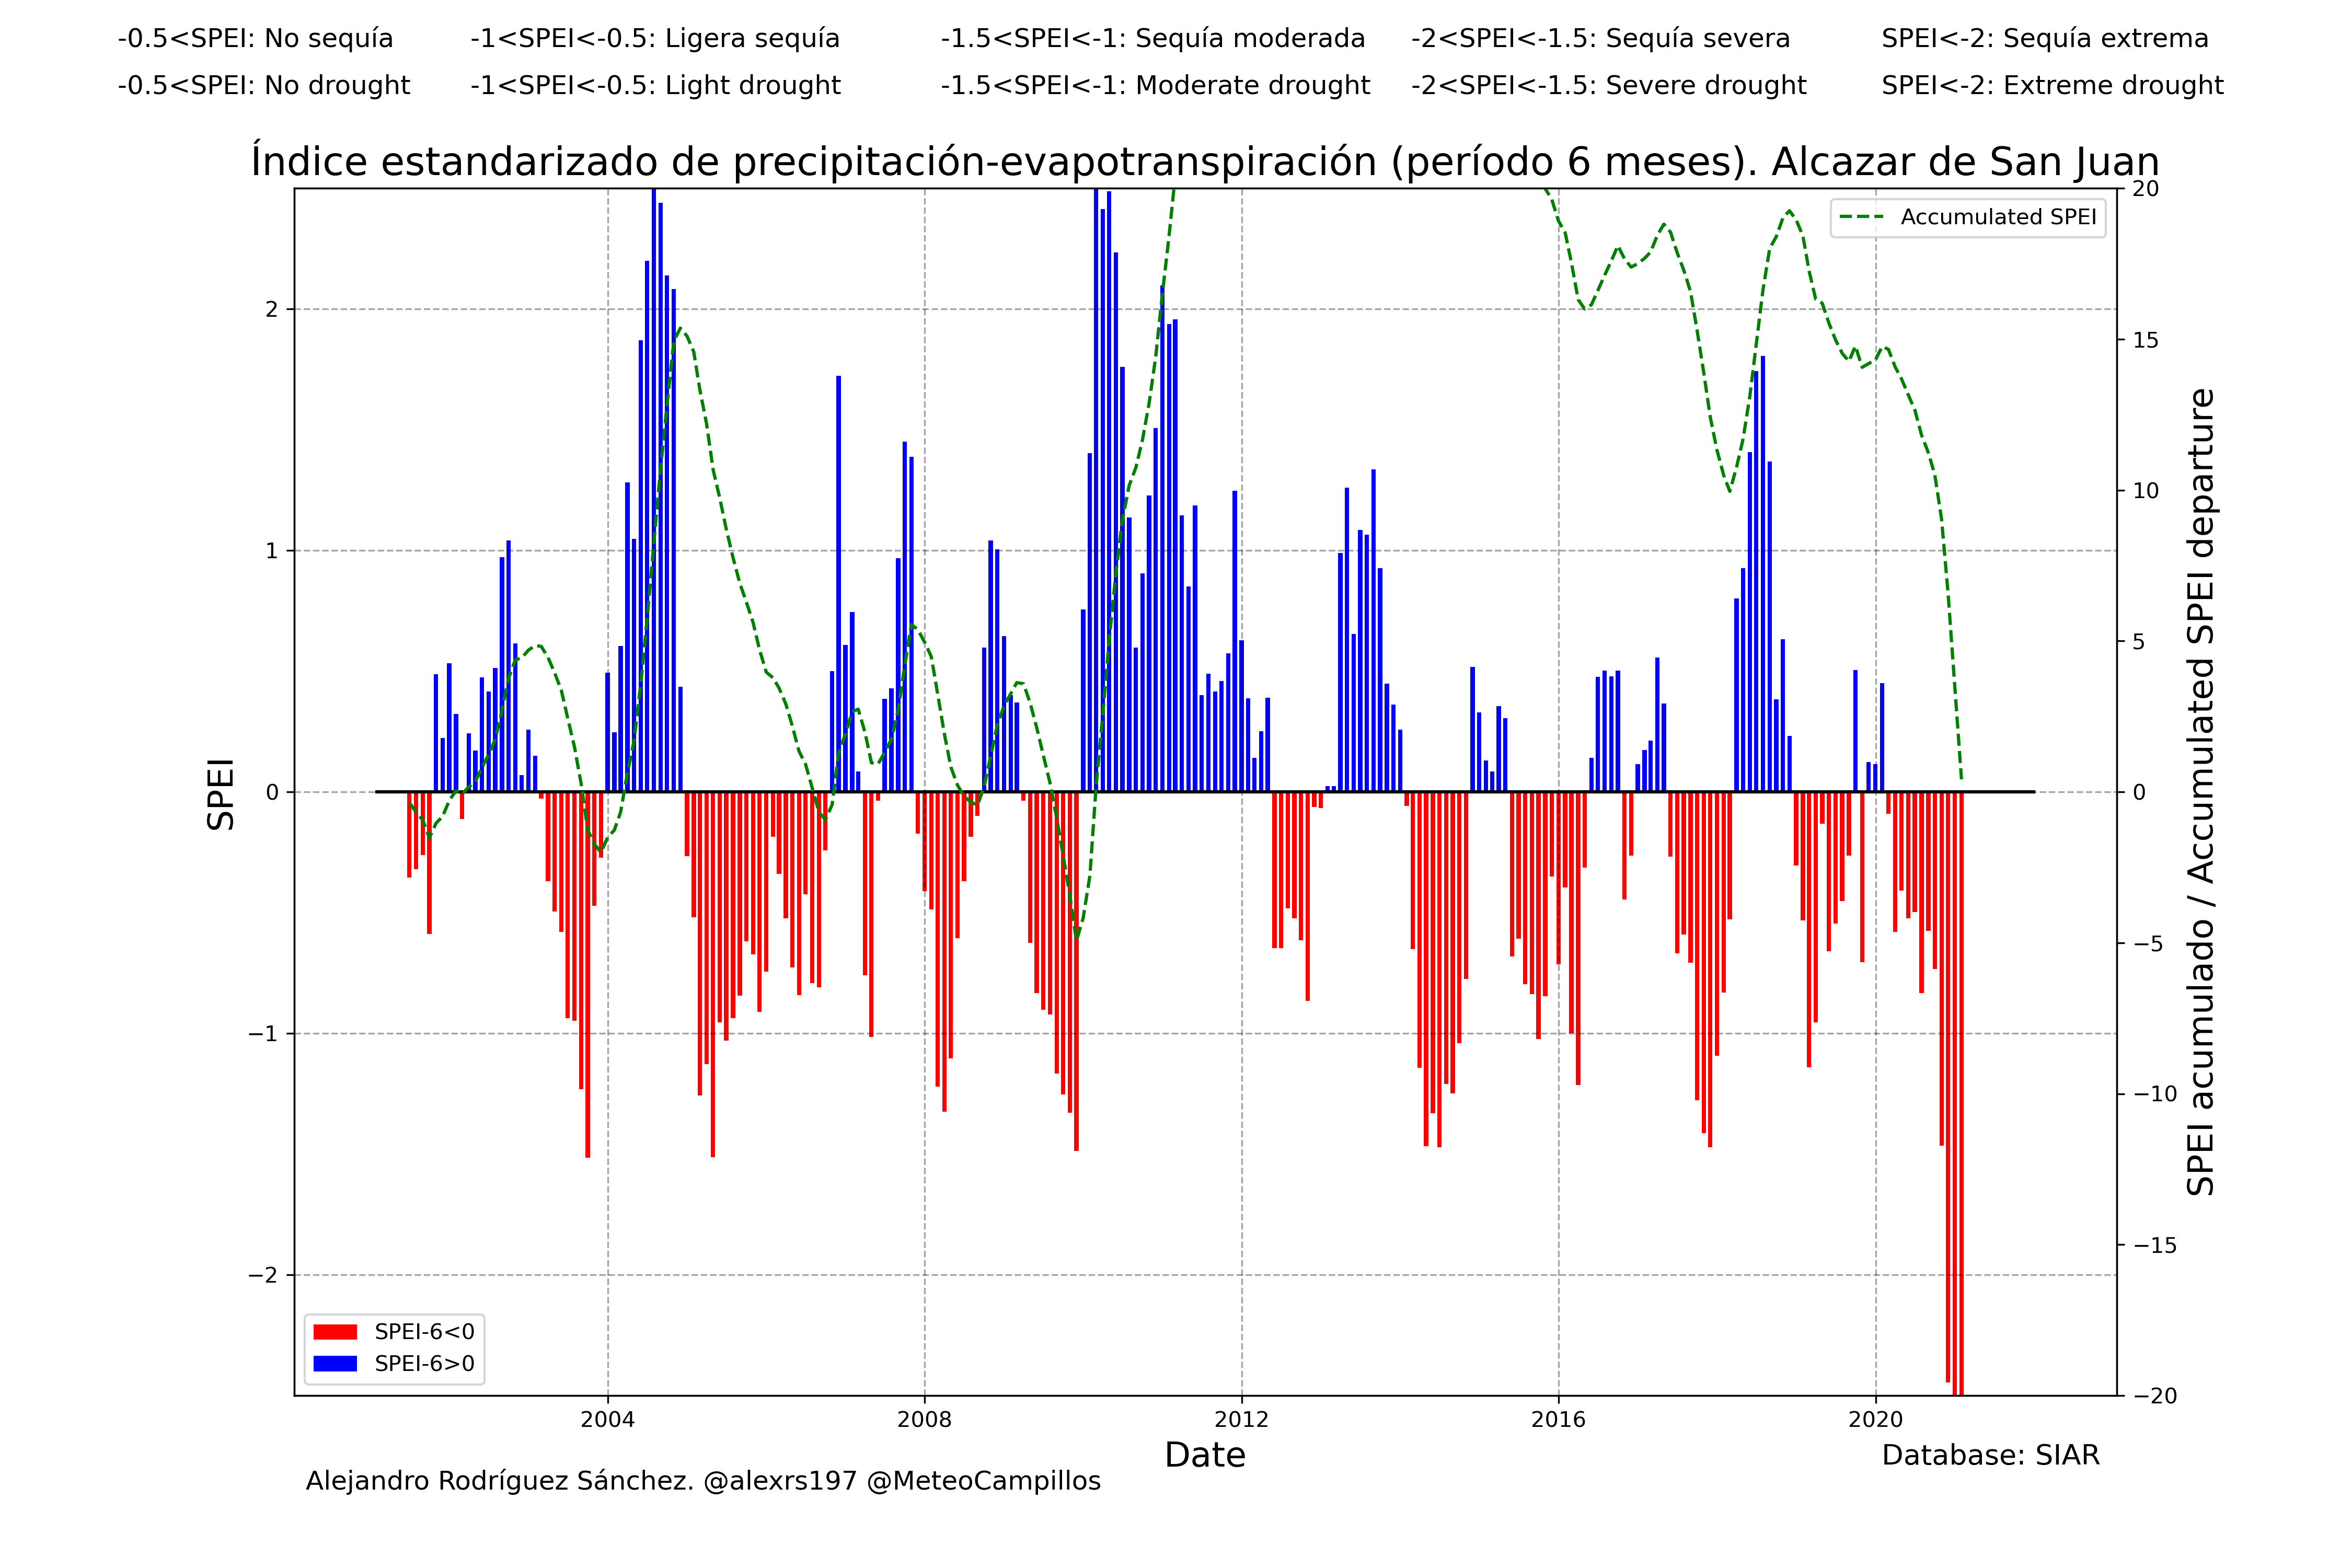 -0.5<SPEI: No sequía -1<SPEI<-0.5: Ligera sequía -1.5<SPEI<-1: Sequía moderada -2<SPEI<-1.5: Sequía severa SPEI<-2: Sequía extrema
-0.5<SPEI: No drought -1<SPEI<-0.5: Light drought -1.5<SPEI<-1: Moderate drought -2<SPEI<-1.5: Severe drought SPEI<-2: Extreme drought
Índice estandarizado de precipitación-evapotranspiración (período 6 meses). Alcazar de San Juan
Accumulated SPEI
SPEI
2
1
0
−1
−2
20
15
10
5
0
−5
−10
−15
−20
SPEI acumulado / Accumulated SPEI departure
SPEI-6<0
SPEI-6>0
2004 2008 2012 2016 2020
Date
Database: SIAR
Alejandro Rodríguez Sánchez. @alexrs197 @MeteoCampillos